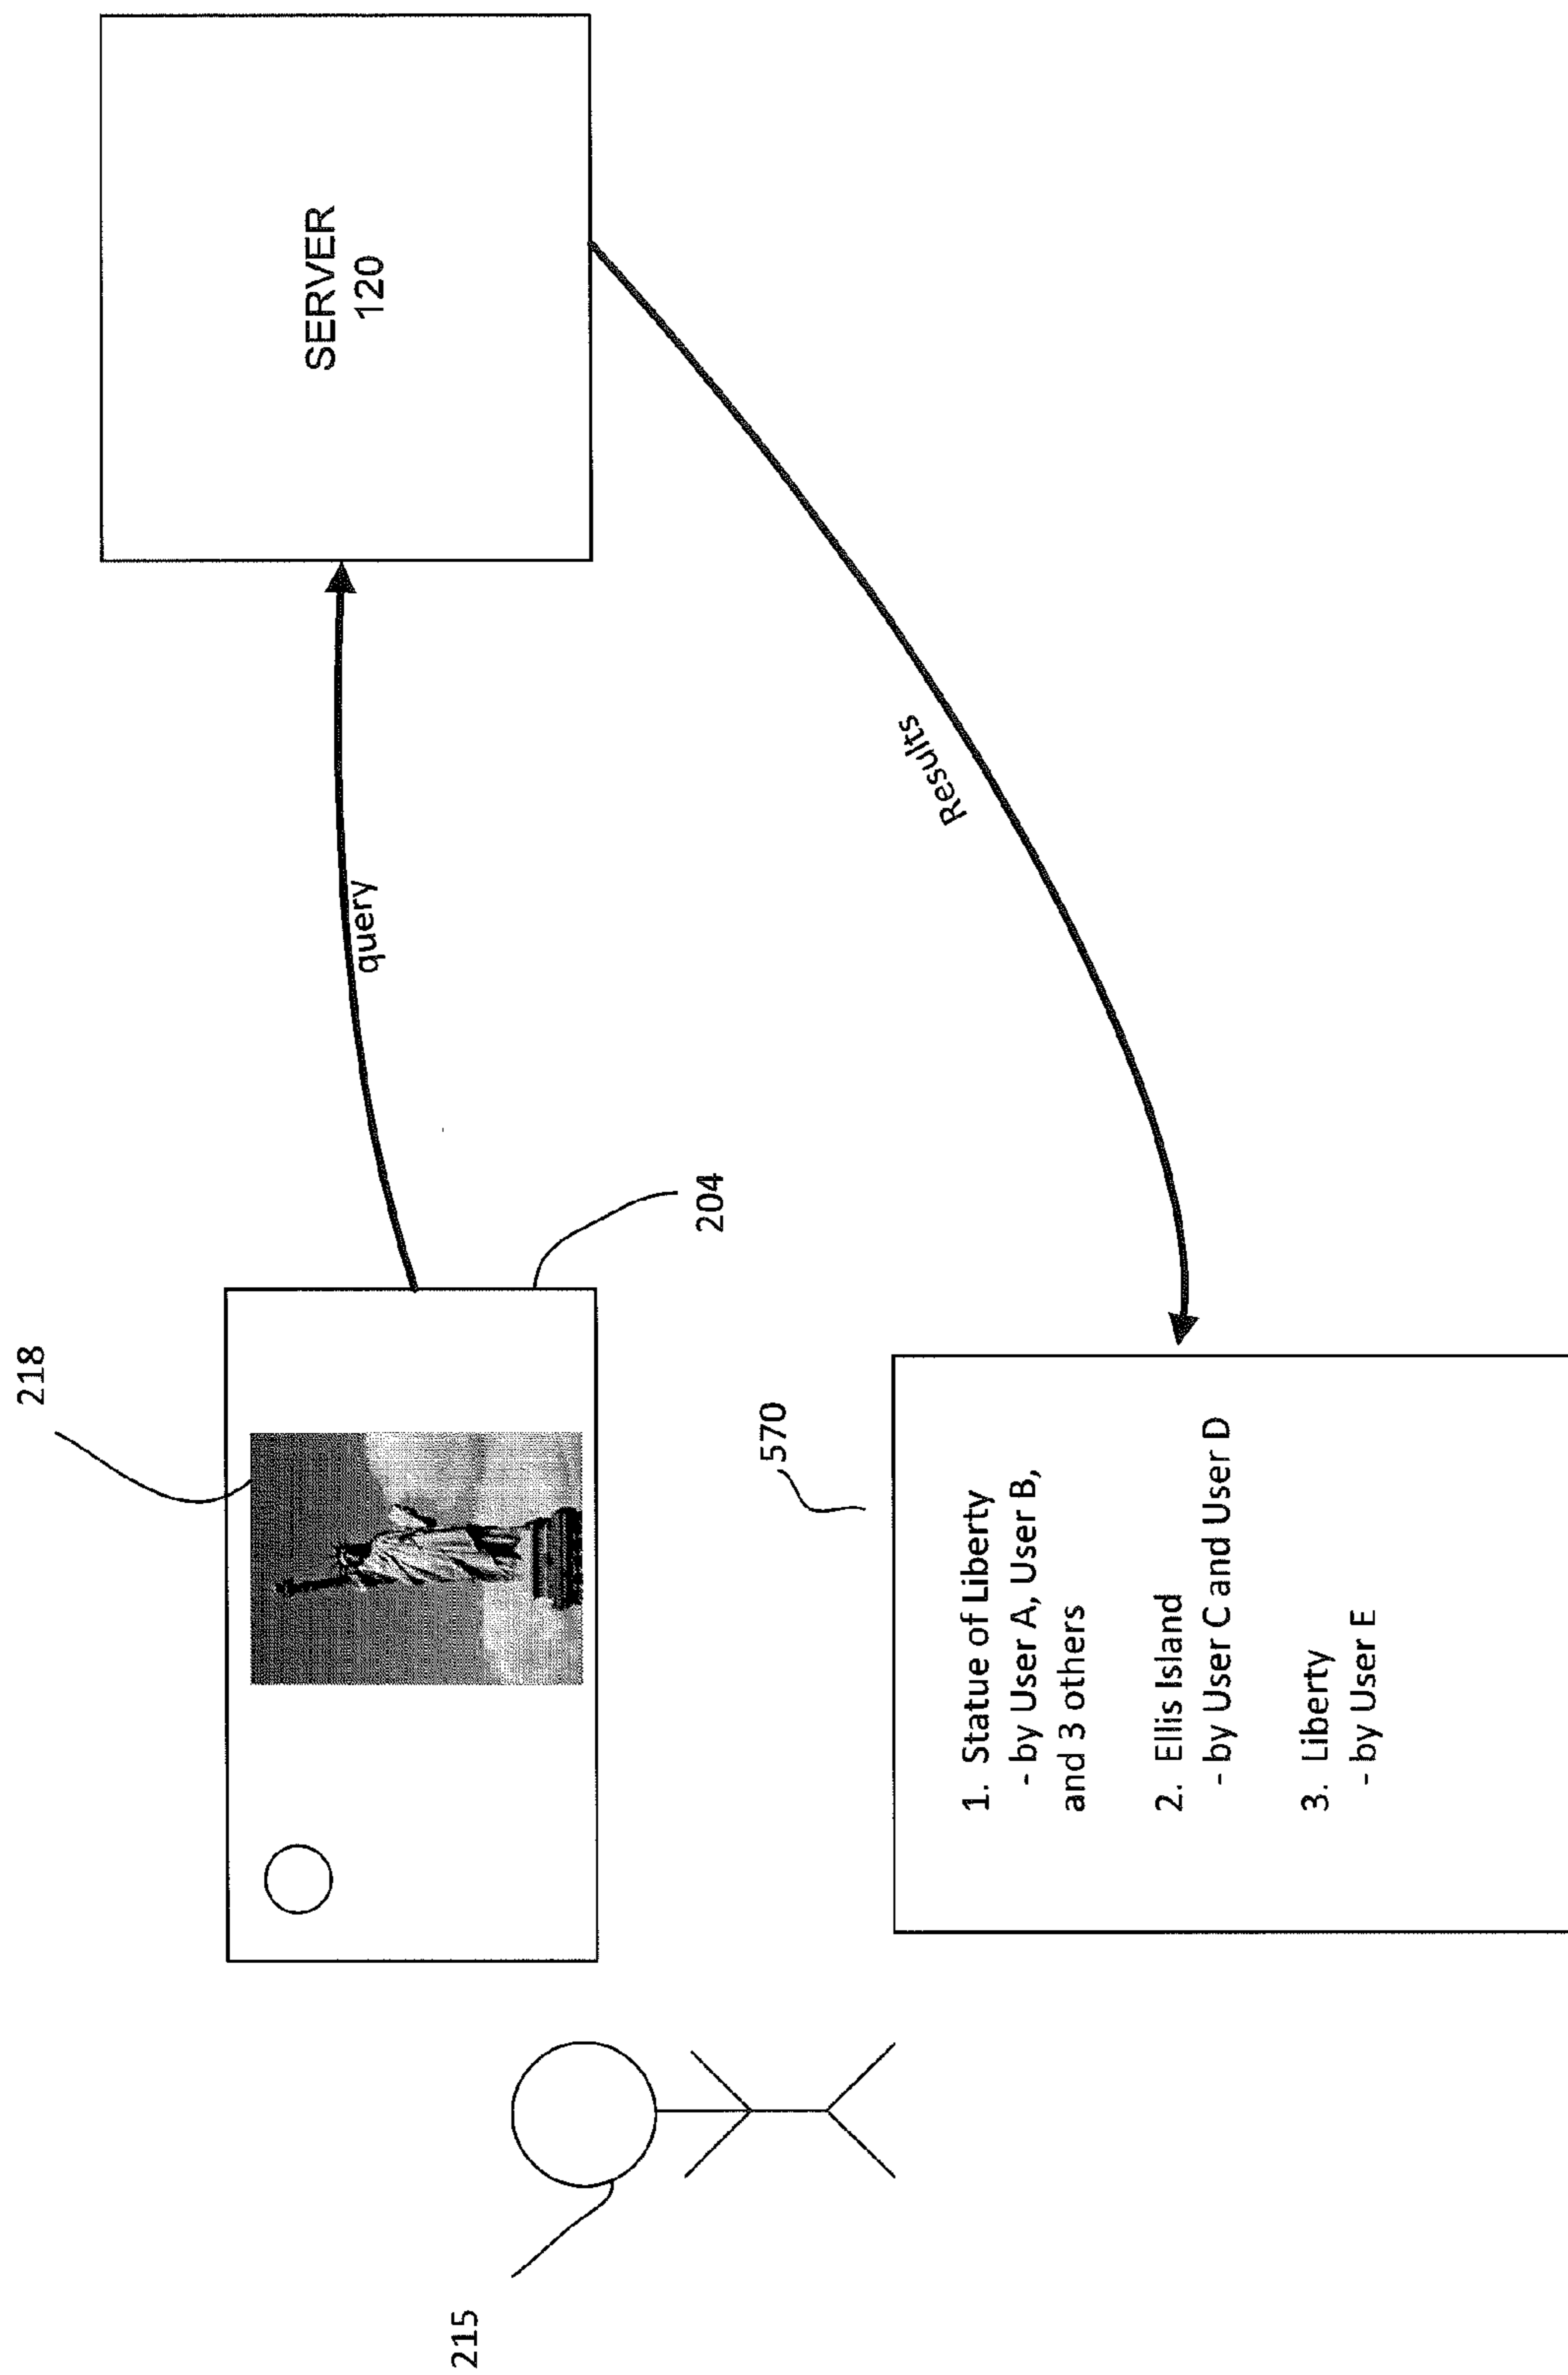 218
SERVER
120
query
204
Results
570
1. Statue of Liberty
- by User A, User B,
and 3 others
2. Ellis Island
- by User C and User D
3. Liberty
- by User E
215